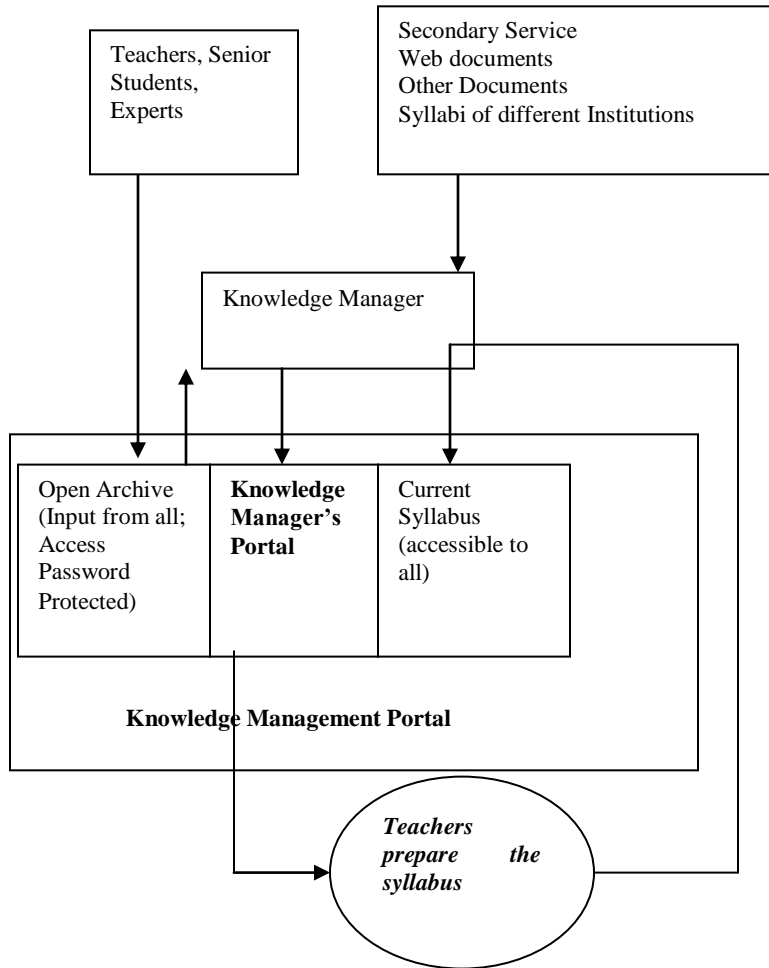 Teachers, Senior
Students,
Experts
Secondary Service
Web documents
Other Documents
Syllabi of different Institutions
Knowledge Manager
Open Archive
(Input from all;
Access
Password
Protected)
Knowledge
Manager’s
Portal
Current
Syllabus
(accessible to
all)
Knowledge Management Portal
Teachers
prepare the
syllabus